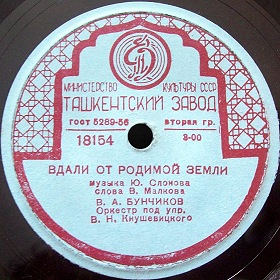 МИНИСТЕРСТВО КУЛЬТУРЫ СССР
ТАШКЕНТСКИЙ ЗАВОД
гост 5289-56 вторая гр.
18154 3-00
ВДАЛИ ОТ РОДИМОЙ ЗЕМЛИ
музыка Ю. Слонова
слова В. Малкова
В. А. БУНЧИКОВ
Оркестр под упр.
В. Н. Кнушевицкого